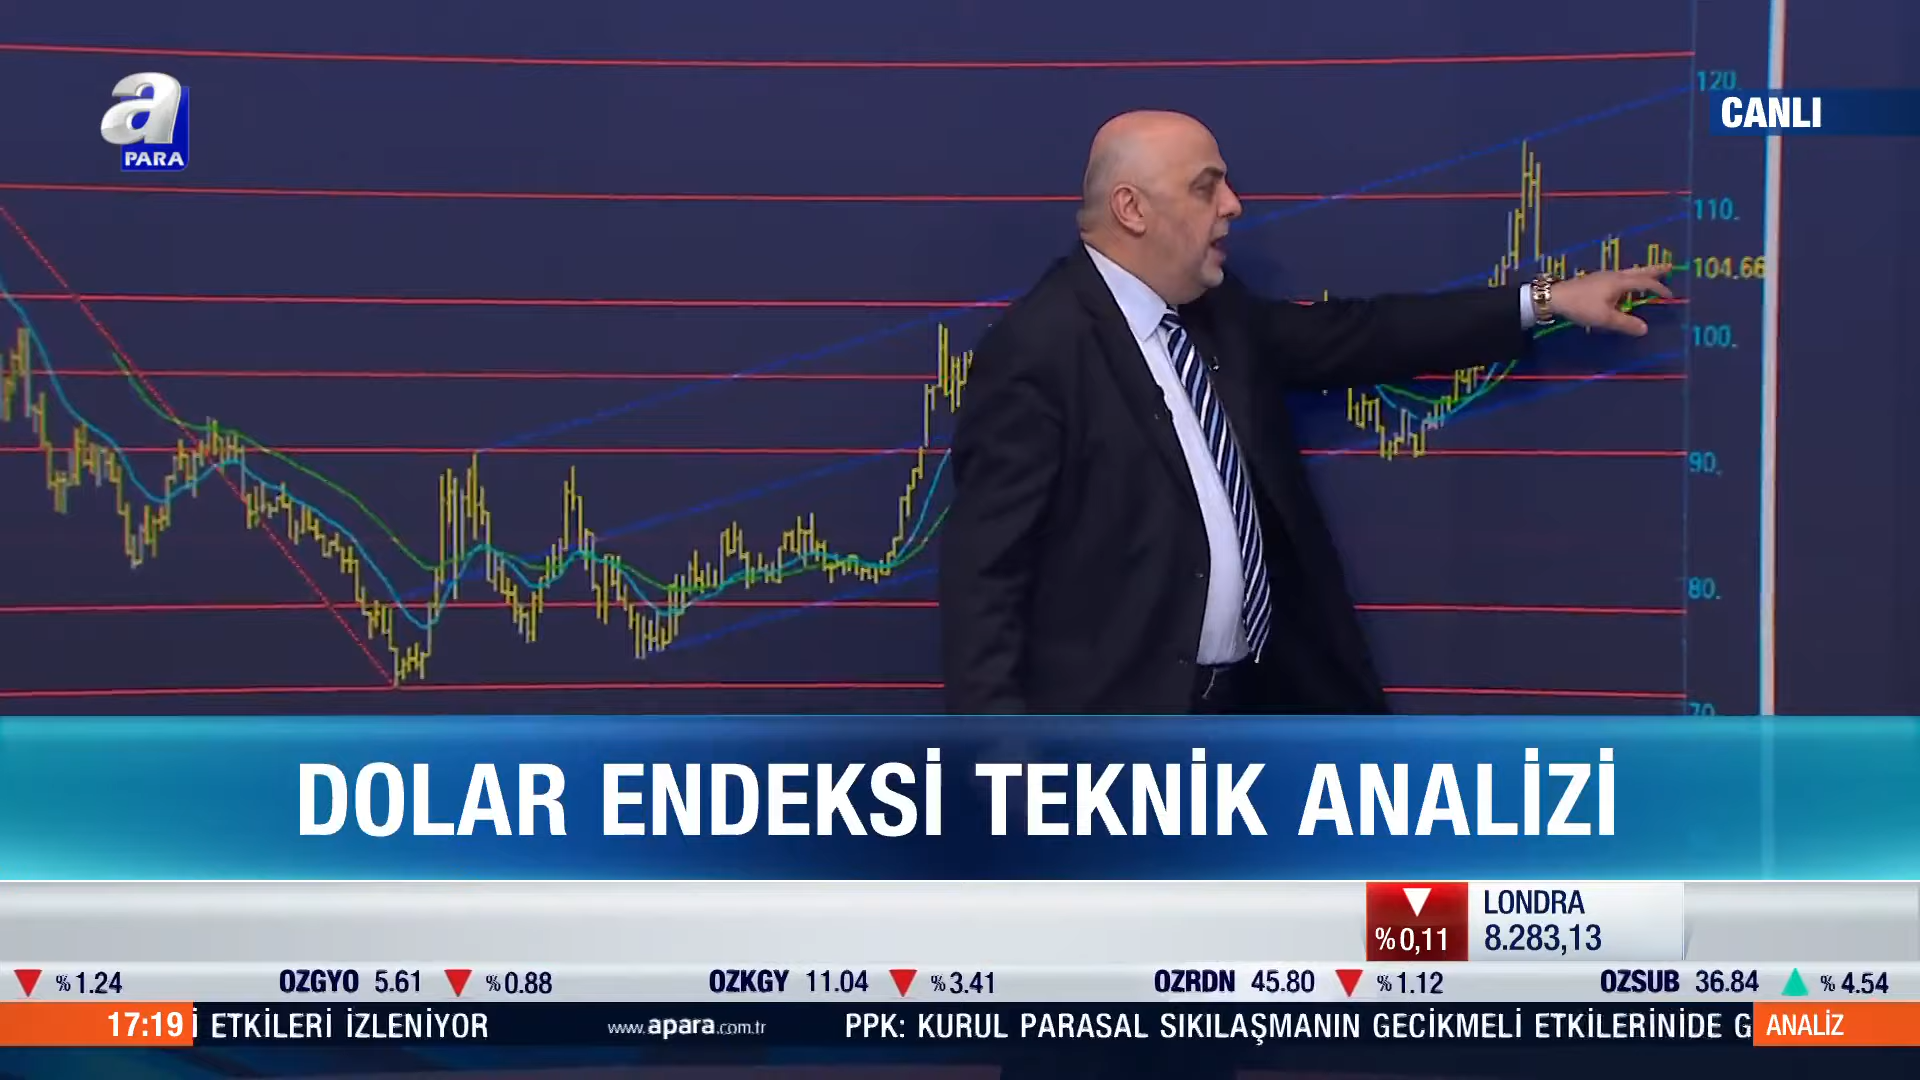 a
PARA
CANLI
120.
110.
104.66
100.
90.
80.
70.
DOLAR ENDEKSİ TEKNİK ANALİZİ
%0,11
LONDRA
8.283,13
%1.24 OZGYO 5.61 %0.88 OZKGY 11.04 %3.41 OZRDN 45.80 %1.12 OZSUB 36.84 %4.54
17:19 İ ETKİLERİ İZLENİYOR www.apara.com.tr PPK: KURUL PARASAL SIKILAŞMANIN GECİKMELİ ETKİLERİNİDE G ANALİZ